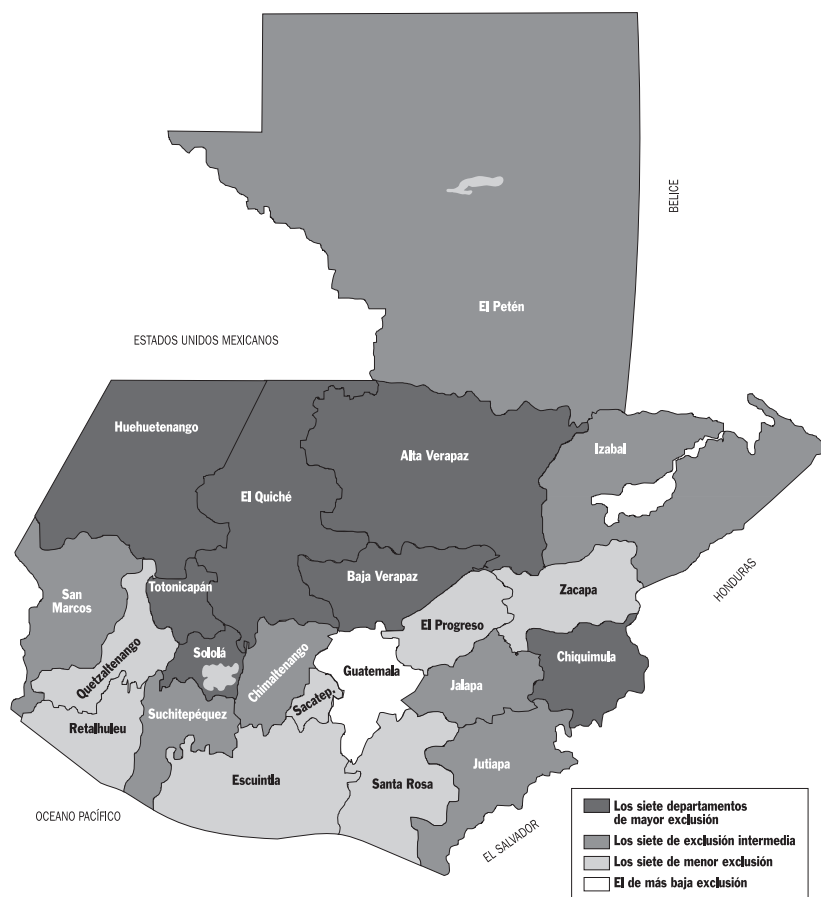 BELICE
El Petén
ESTADOS UNIDOS MEXICANOS
Huehuetenango
Izabal
Alta Verapaz
El Quiché
HONDURAS
Baja Verapaz
Totonicapán
San
Marcos
Zacapa
El Progreso
Sololá
Chiquimula
Quetzaltenango
Chimaltenango
Guatemala
Jalapa
Sacatep.
Suchitepéquez
Retalhuleu
Jutiapa
Escuintla
Santa Rosa
OCEANO PACÍFICO
EL SALVADOR
Los siete departamentos
de mayor exclusión
Los siete de exclusión intermedia
Los siete de menor exclusión
El de más baja exclusión